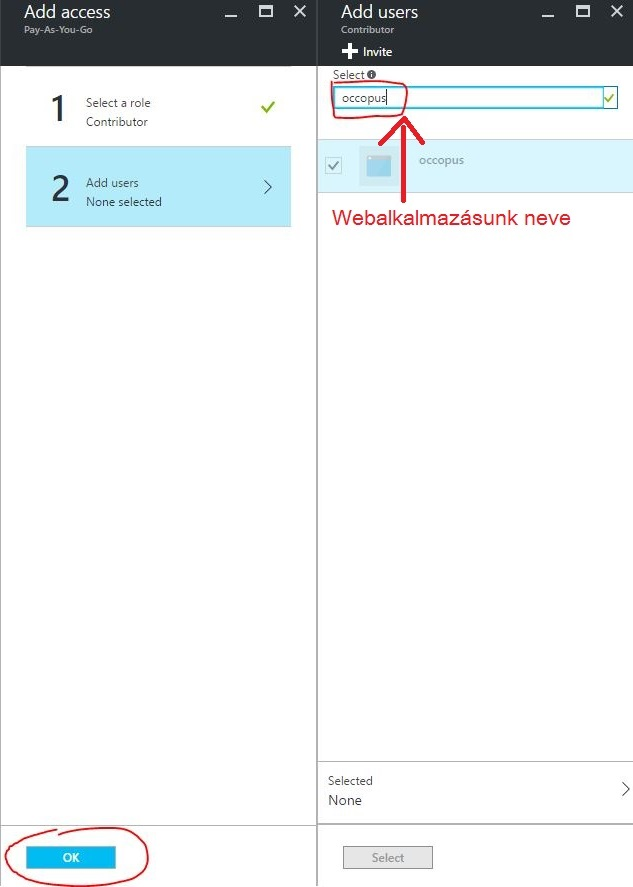 Add access
Pay-As-You-Go
1
Select a role
Contributor
2
Add users
None selected
OK
Add users
Contributor
Invite
Select
occopus
occopus
Webalkalmazásunk neve
Selected
None
Select